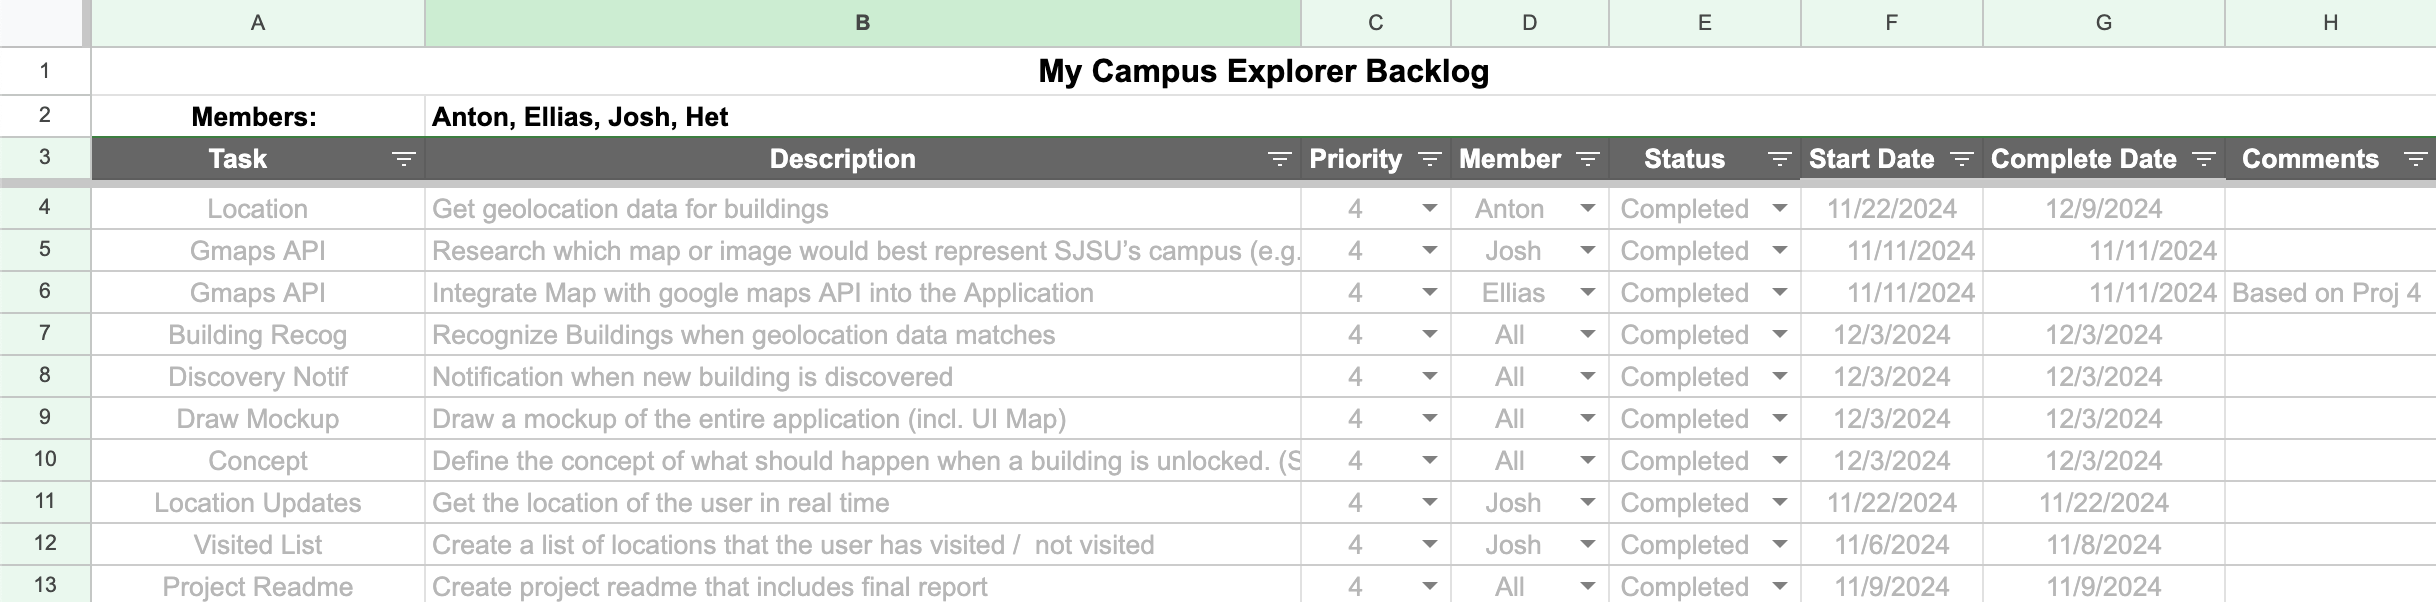 A B C D E F G H
1 My Campus Explorer Backlog
2 Members: Anton, Ellias, Josh, Het
3 Task Description Priority Member Status Start Date Complete Date Comments
4 Location Get geolocation data for buildings 4 Anton Completed 11/22/2024 12/9/2024
5 Gmaps API Research which map or image would best represent SJSU’s campus (e.g. 4 Josh Completed 11/11/2024 11/11/2024
6 Gmaps API Integrate Map with google maps API into the Application 4 Ellias Completed 11/11/2024 11/11/2024 Based on Proj 4
7 Building Recog Recognize Buildings when geolocation data matches 4 All Completed 12/3/2024 12/3/2024
8 Discovery Notif Notification when new building is discovered 4 All Completed 12/3/2024 12/3/2024
9 Draw Mockup Draw a mockup of the entire application (incl. UI Map) 4 All Completed 12/3/2024 12/3/2024
10 Concept Define the concept of what should happen when a building is unlocked. (S 4 All Completed 12/3/2024 12/3/2024
11 Location Updates Get the location of the user in real time 4 Josh Completed 11/22/2024 11/22/2024
12 Visited List Create a list of locations that the user has visited /  not visited 4 Josh Completed 11/6/2024 11/8/2024
13 Project Readme Create project readme that includes final report 4 All Completed 11/9/2024 11/9/2024